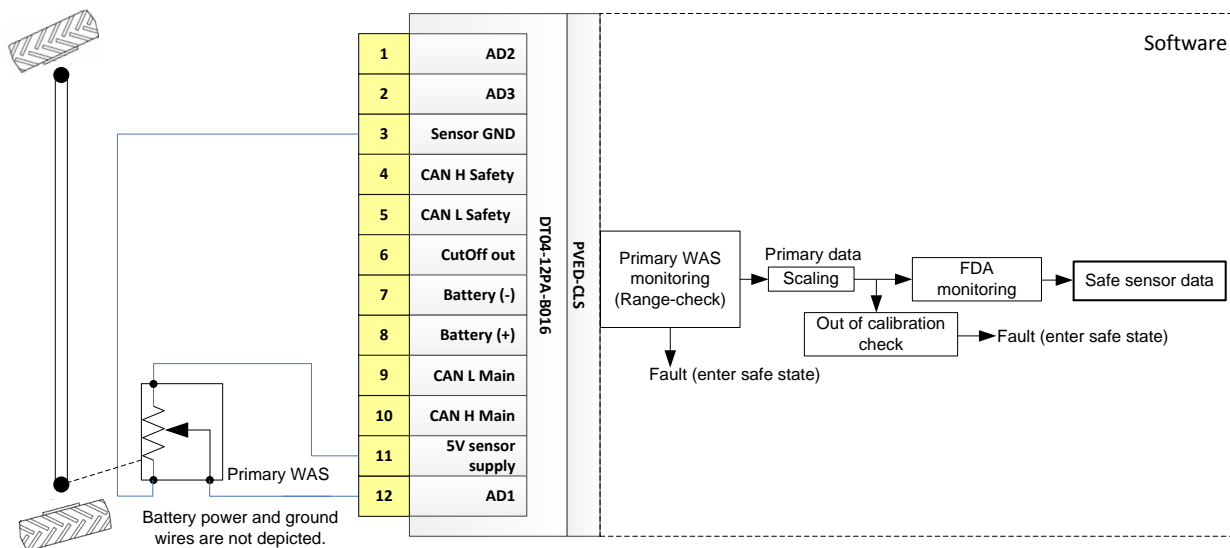 Software
1 AD2
2 AD3
3 Sensor GND
4 CAN H Safety
5 CAN L Safety
6 CutOff out
7 Battery (-)
8 Battery (+)
9 CAN L Main
10 CAN H Main
11 5V sensor
supply
12 AD1
DT04-12PA-B016
PVED-CLS
Primary WAS
monitoring
(Range-check)
Fault (enter safe state)
Primary data
Scaling
FDA
monitoring
Safe sensor data
Out of calibration
check
Fault (enter safe state)
Primary WAS
Battery power and ground
wires are not depicted.